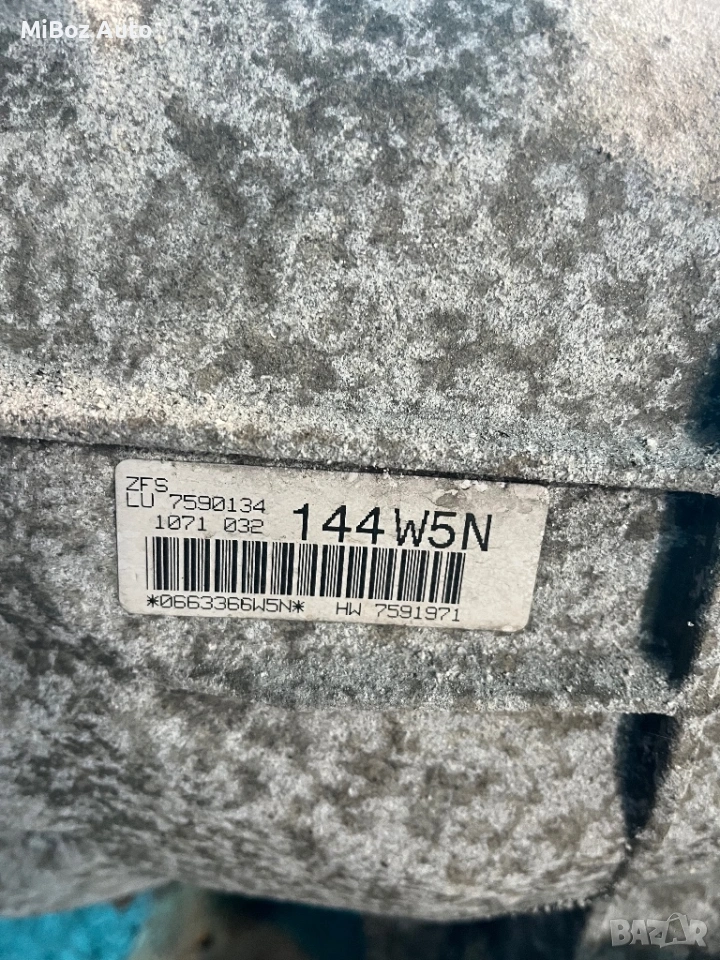 MiBoz Auto
ZFS
LU 7590134
1071 032 144W5N
*0663366W5N* HW 7591971
BAZAR